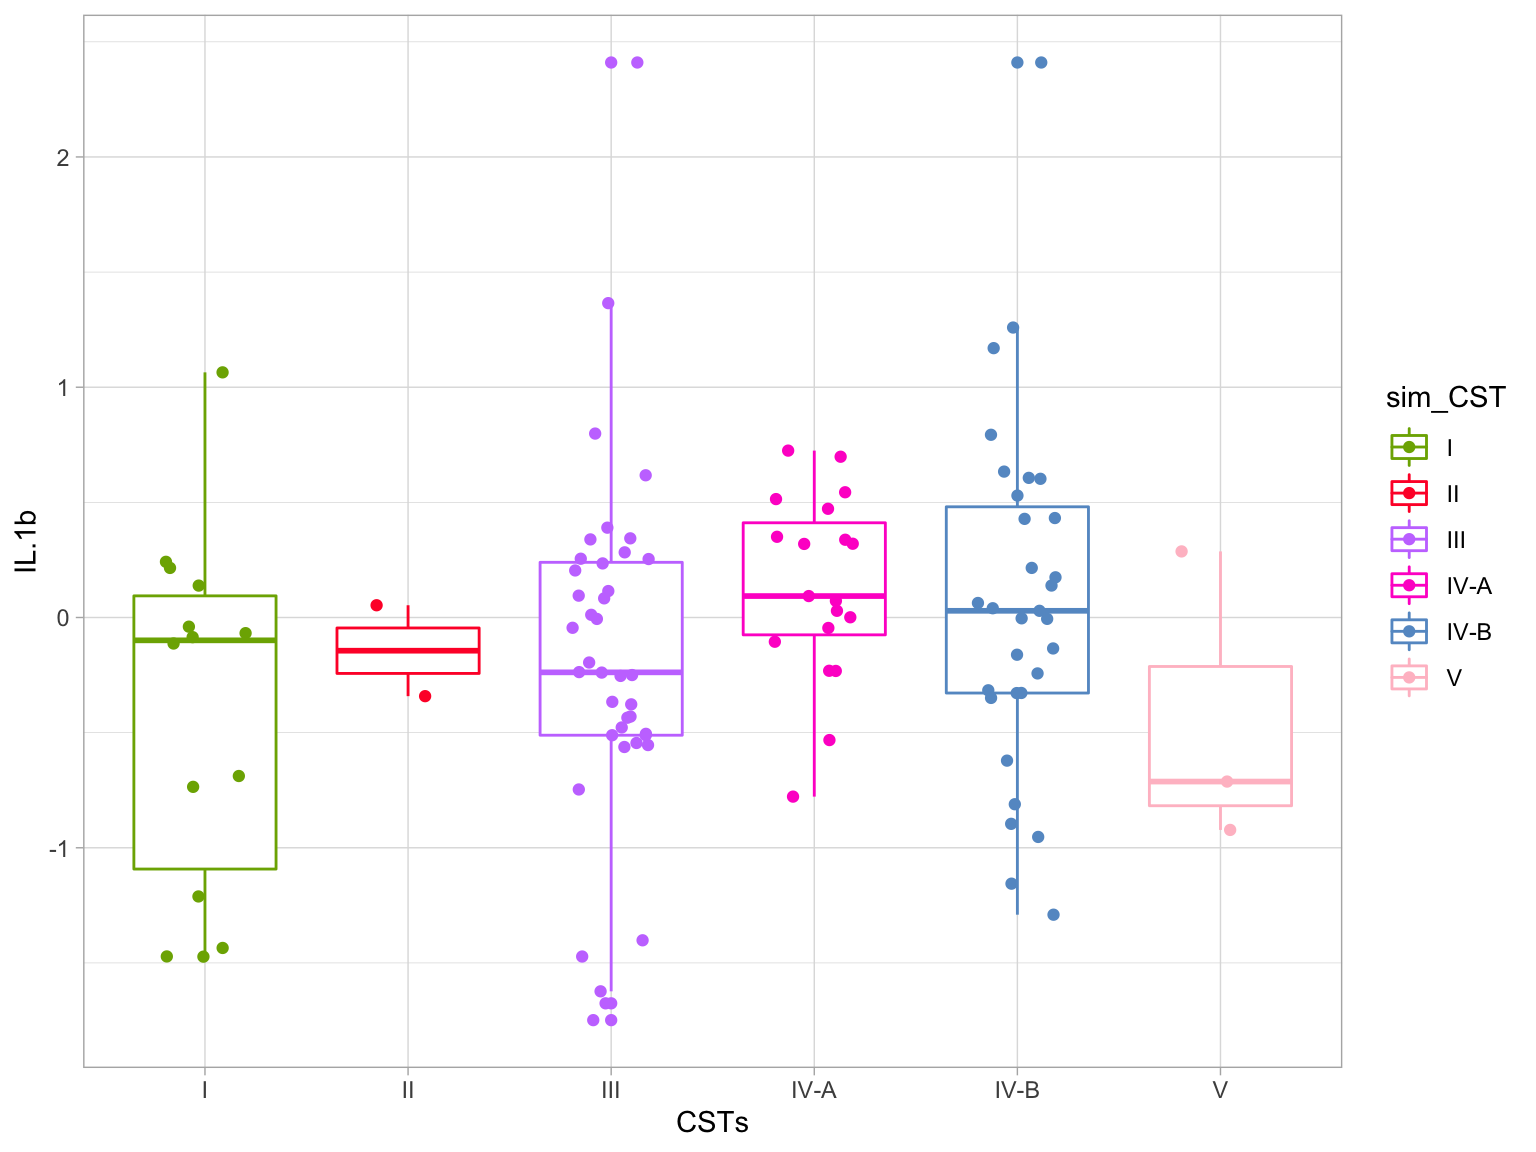 IL.1b
2
1
0
-1
I II III IV-A IV-B V
CSTs
sim_CST
I
II
III
IV-A
IV-B
V